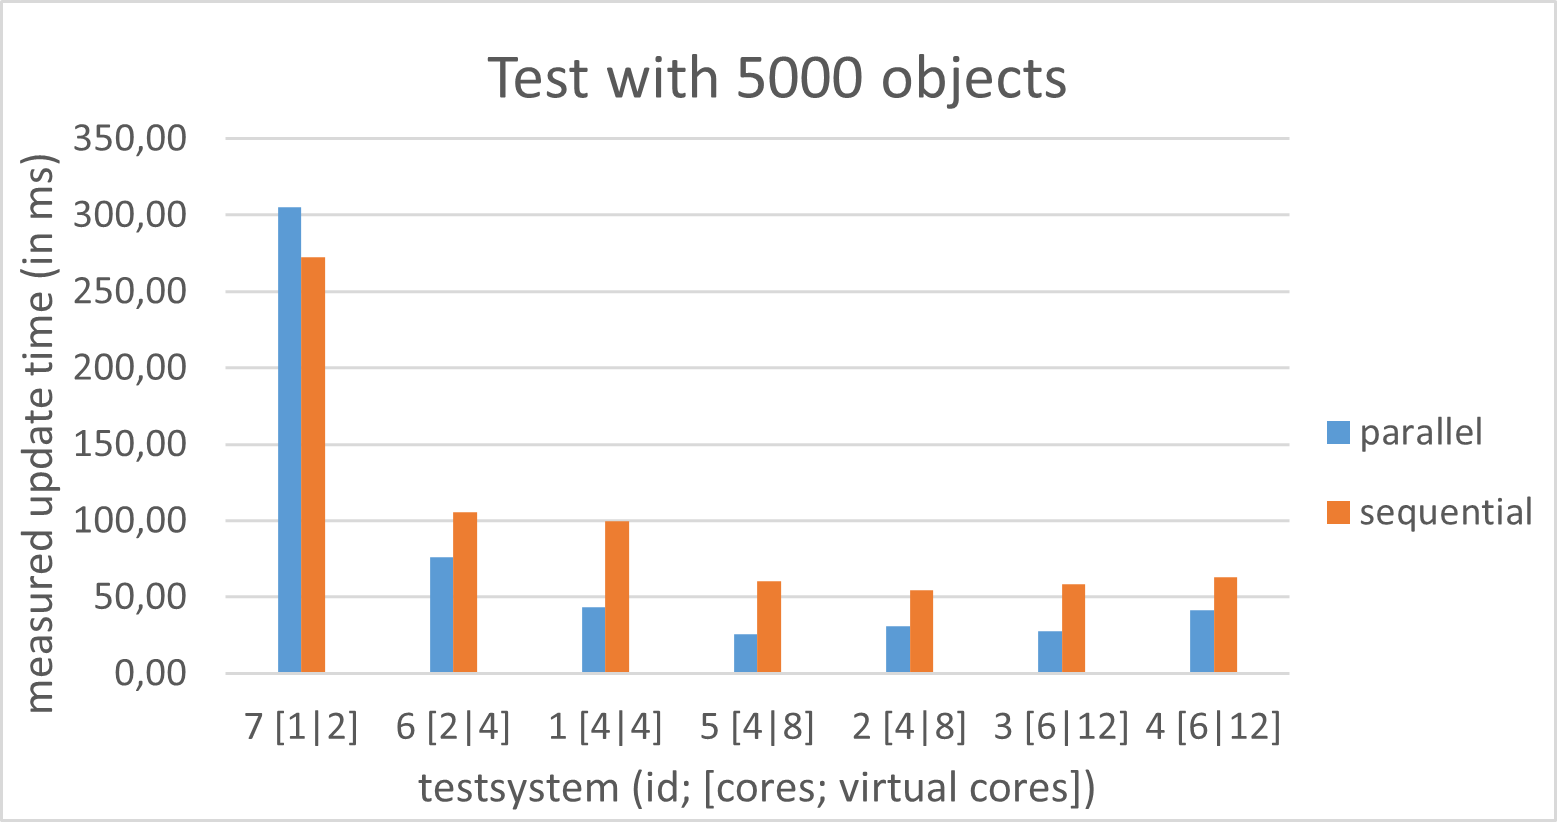 Test with 5000 objects
measured update time (in ms)
350,00
300,00
250,00
200,00
150,00
100,00
50,00
0,00
7 [1|2] 6 [2|4] 1 [4|4] 5 [4|8] 2 [4|8] 3 [6|12] 4 [6|12]
testsystem (id; [cores; virtual cores])
parallel
sequential